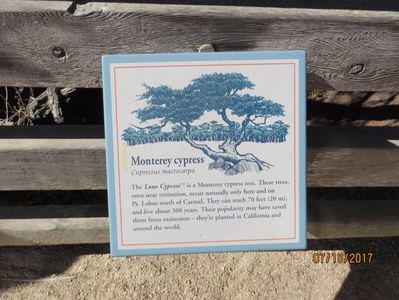 Monterey cypress
Cupressus macrocarpa
The Lone Cypress™ is a Monterey cypress tree. These trees,
once near extinction, occur naturally only here and on
Pt. Lobos south of Carmel. They can reach 70 feet (20 m),
and live about 300 years. Their popularity may have saved
them from extinction – they're planted in California and
around the world.
07/18/2017